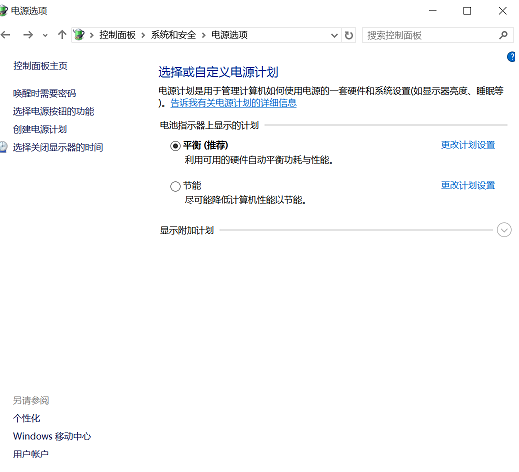 电源选项
控制面板 系统和安全 电源选项 搜索控制面板
控制面板主页
唤醒时需要密码
选择电源按钮的功能
创建电源计划
选择关闭显示器的时间
选择或自定义电源计划
电源计划是用于管理计算机如何使用电源的一套硬件和系统设置(如显示器亮度、睡眠等
)。告诉我有关电源计划的详细信息
电池指示器上显示的计划
平衡 (推荐) 更改计划设置
利用可用的硬件自动平衡功耗与性能。
节能 更改计划设置
尽可能降低计算机性能以节能。
显示附加计划
另请参阅
个性化
Windows 移动中心
用户帐户